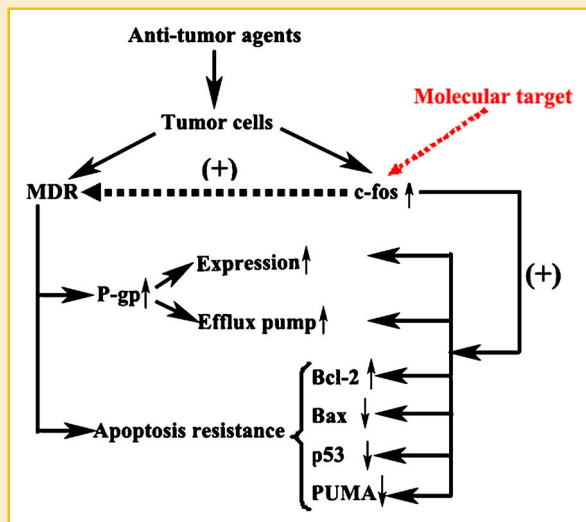 Anti-tumor agents
Molecular target
Tumor cells
(+)
MDR
c-fos ↑
Expression↑
(+)
P-gp↑
Efflux pump↑
Bcl-2 ↑
Bax ↓
Apoptosis resistance
p53 ↓
PUMA↓